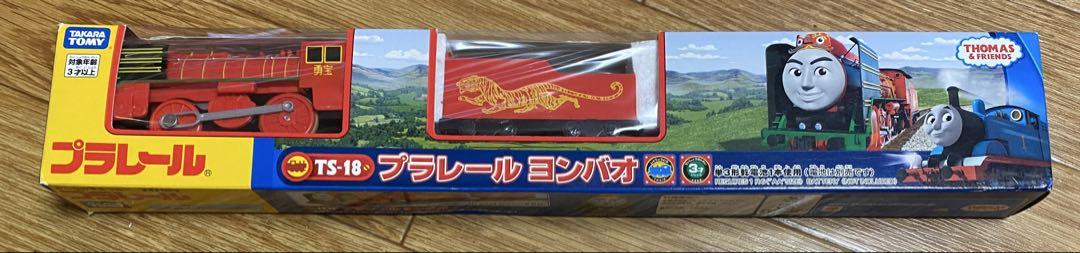 TAKARA
TOMY
対象年齢
3才以上
勇宝
プラレール®
TS-18
プラレール ヨンバオ
単3形乾電池1本使用(電池は別売です)
REQUIRES 1 R6("AA" SIZE) BATTERY (NOT INCLUDED)
THOMAS
& FRIENDS